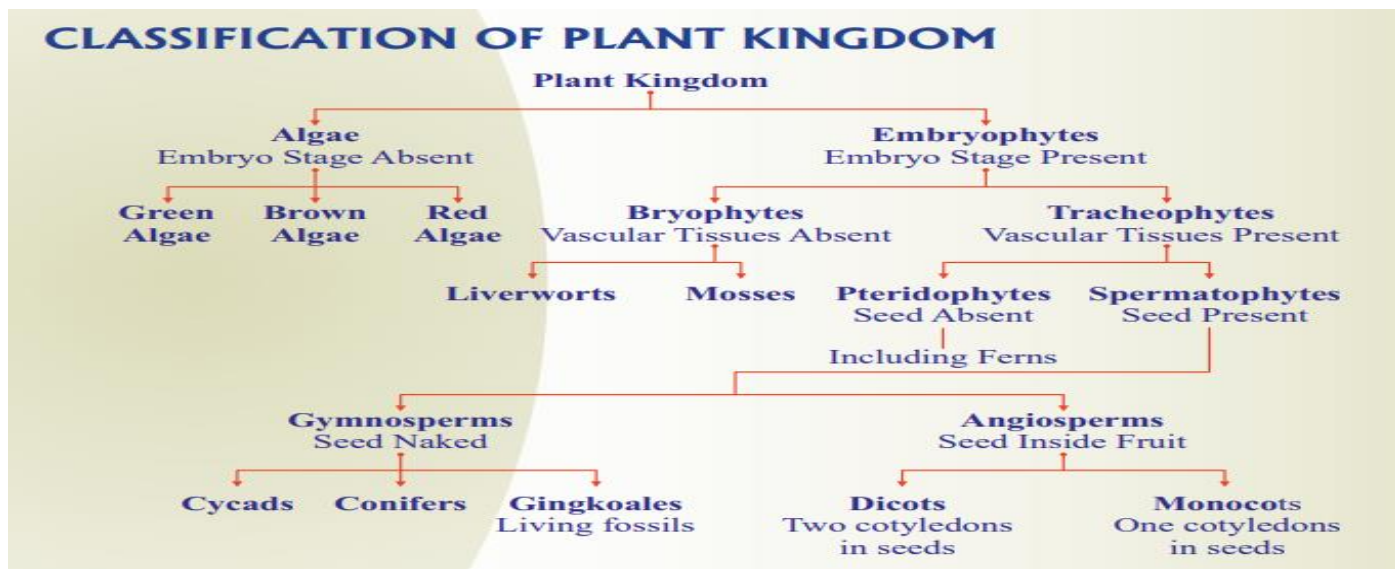 CLASSIFICATION OF PLANT KINGDOM
Plant Kingdom
Algae
Embryo Stage Absent
Embryophytes
Embryo Stage Present
Green
Algae
Brown
Algae
Red
Algae
Bryophytes
Vascular Tissues Absent
Tracheophytes
Vascular Tissues Present
Liverworts
Mosses
Pteridophytes
Seed Absent
Including Ferns
Spermatophytes
Seed Present
Gymnosperms
Seed Naked
Angiosperms
Seed Inside Fruit
Cycads
Conifers
Gingkoales
Living fossils
Dicots
Two cotyledons
in seeds
Monocots
One cotyledons
in seeds